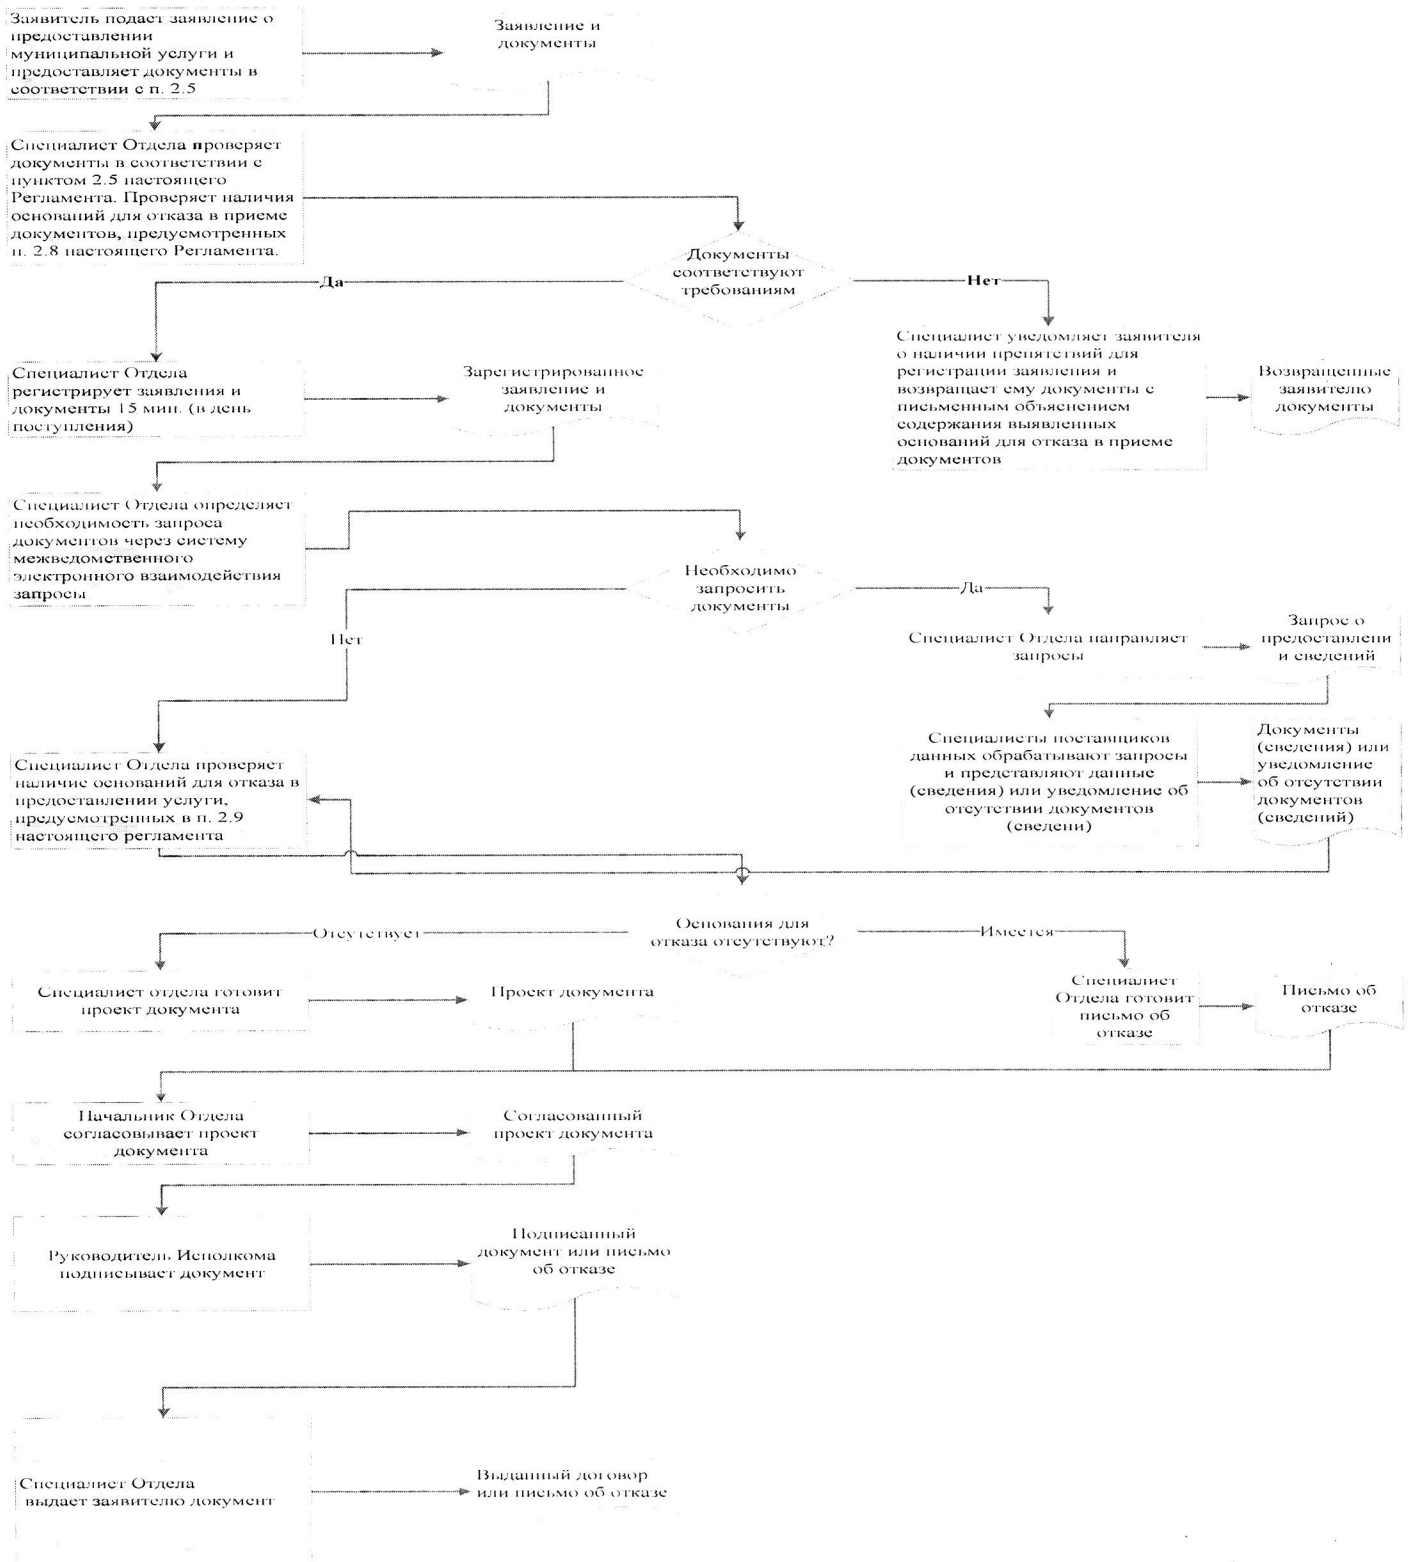 Заявитель подает заявление о
предоставлении
муниципальной услуги и
предоставляет документы в
соответствии с п. 2.5
Заявление и
документы
Специалист Отдела проверяет
документы в соответствии с
пунктом 2.5 настоящего
Регламента. Проверяет наличия
оснований для отказа в приеме
документов, предусмотренных
п. 2.8 настоящего Регламента.
Документы
соответствуют
требованиям
Да
Нет
Специалист уведомляет заявителя
о наличии препятствий для
регистрации заявления и
возвращает ему документы с
письменным объяснением
содержания выявленных
оснований для отказа в приеме
документов
Возвращенные
заявителю
документы
Специалист Отдела
регистрирует заявления и
документы 15 мин. (в день
поступления)
Зарегистрированное
заявление и
документы
Специалист Отдела определяет
необходимость запроса
документов через систему
межведомственного
электронного взаимодействия
запросы
Необходимо
запросить
документы
Да
Нет
Специалист Отдела направляет
запросы
Запрос о
предоставлени
и сведений
Специалисты поставщиков
данных обрабатывают запросы
и представляют данные
(сведения) или уведомление об
отсутствии документов
(сведени)
Документы
(сведения) или
уведомление
об отсутствии
документов
(сведений)
Специалист Отдела проверяет
наличие оснований для отказа в
предоставлении услуги,
предусмотренных в п. 2.9
настоящего регламента
Основания для
отказа отсутствуют?
Отсутствует
Имеется
Специалист отдела готовит
проект документа
Проект документа
Специалист
Отдела готовит
письмо об
отказе
Письмо об
отказе
Начальник Отдела
согласовывает проект
документа
Согласованный
проект документа
Руководитель Исполкома
подписывает документ
Подписанный
документ или письмо
об отказе
Специалист Отдела
выдает заявителю документ
Выданный договор
или письмо об отказе